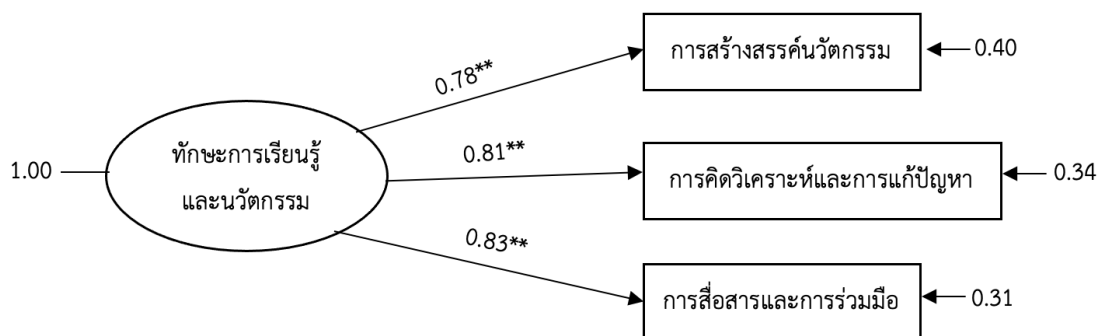 การสร้างสรรค์นวัตกรรม
0.40
0.78**
ทักษะการเรียนรู้
และนวัตกรรม
1.00
0.81**
การคิดวิเคราะห์และการแก้ปัญหา
0.34
0.83**
การสื่อสารและการร่วมมือ
0.31